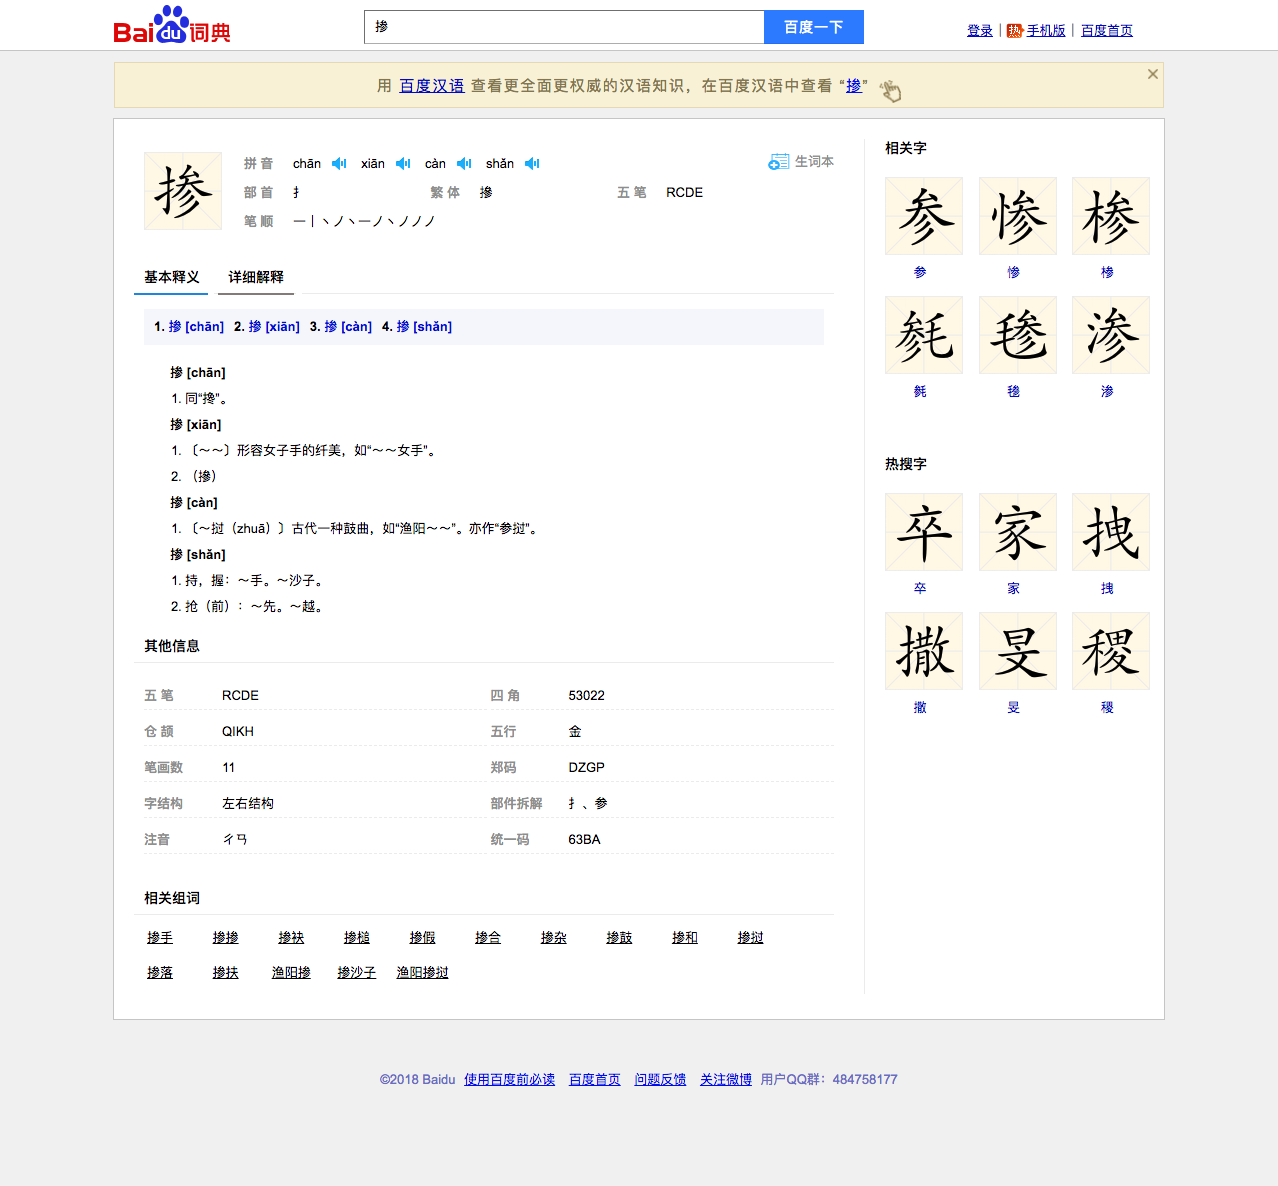 Bai du 词典
掺
百度一下
登录 | 热 手机版 | 百度首页
用 百度汉语 查看更全面更权威的汉语知识，在百度汉语中查看 “掺”
掺
拼 音 chān xiān càn shǎn
生词本
部 首 扌 繁 体 摻 五 笔 RCDE
笔 顺 一丨丶ノ丶一ノ丶ノノノ
基本释义 详细解释
1. 掺 [chān] 2. 掺 [xiān] 3. 掺 [càn] 4. 掺 [shǎn]
掺 [chān]
1. 同“搀”。
掺 [xiān]
1. 〔～～〕形容女子手的纤美，如“～～女手”。
2. （摻）
掺 [càn]
1. 〔～挝（zhuā）〕古代一种鼓曲，如“渔阳～～”。亦作“参挝”。
掺 [shǎn]
1. 持，握：～手。～沙子。
2. 抢（前）：～先。～越。
其他信息
五 笔 RCDE 四 角 53022
仓 颉 QIKH 五行 金
笔画数 11 郑码 DZGP
字结构 左右结构 部件拆解 扌、参
注音 ㄔㄢ 统一码 63BA
相关组词
掺手 掺掺 掺袂 掺槌 掺假 掺合 掺杂 掺鼓 掺和 掺挝
掺落 掺扶 渔阳掺 掺沙子 渔阳掺挝
相关字
参 惨 椮
参 惨 椮
毵 毶 渗
毵 毶 渗
热搜字
卒 家 拽
卒 家 拽
撒 旻 稷
撒 旻 稷
©2018 Baidu 使用百度前必读 百度首页 问题反馈 关注微博 用户QQ群：484758177